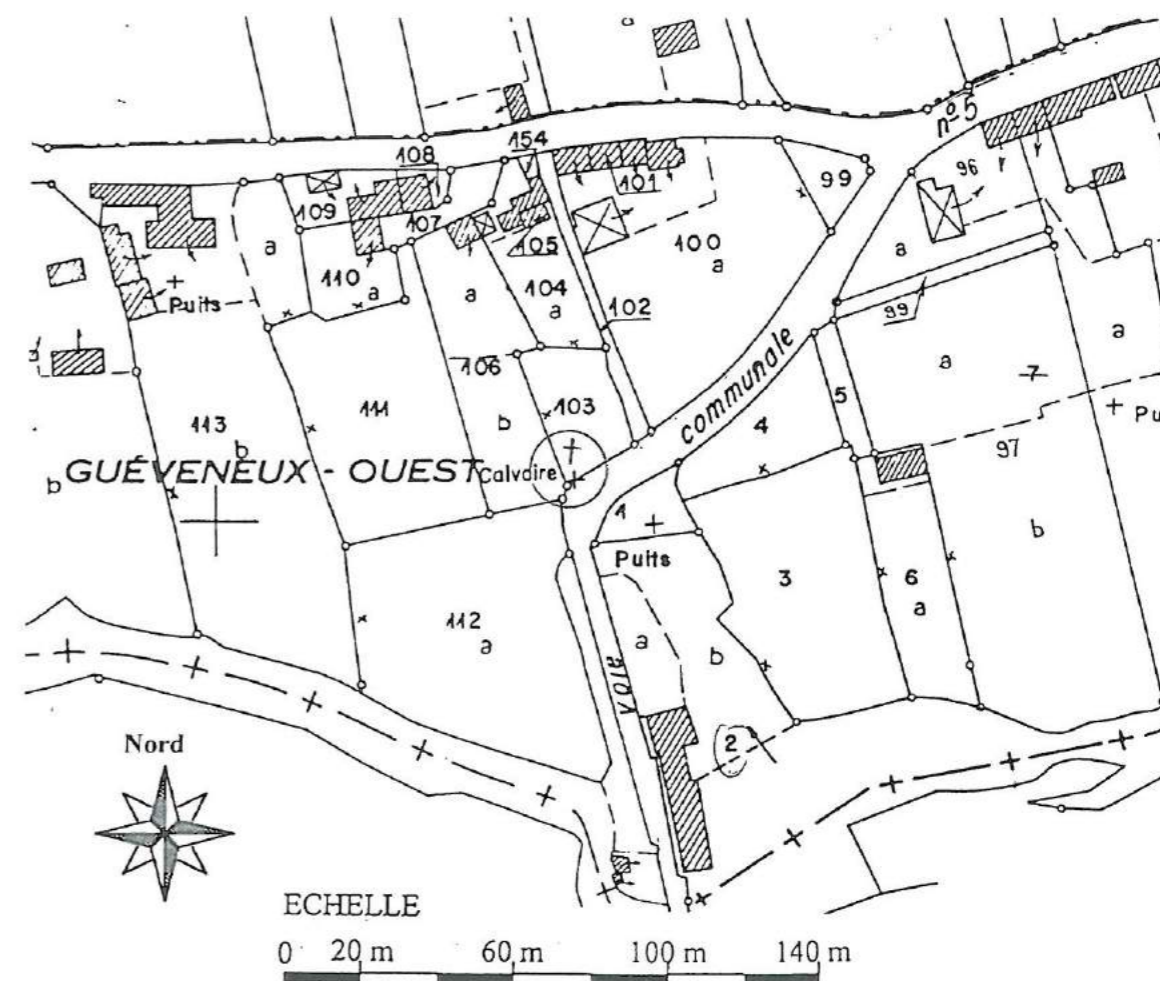 a
nº 5
108
154
101
99
96
109
107
105
a
110
a
100
a
a
a
104
a
102
99
Puits
106
communale
5
a
7
a
Pu
113
b
111
b
103
4
97
b
GUÉVENEUX - OUEST
Calvaire
1
Puits
3
6
a
b
112
a
a
b
voie
2
Nord
ECHELLE
0 20 m 60 m 100 m 140 m